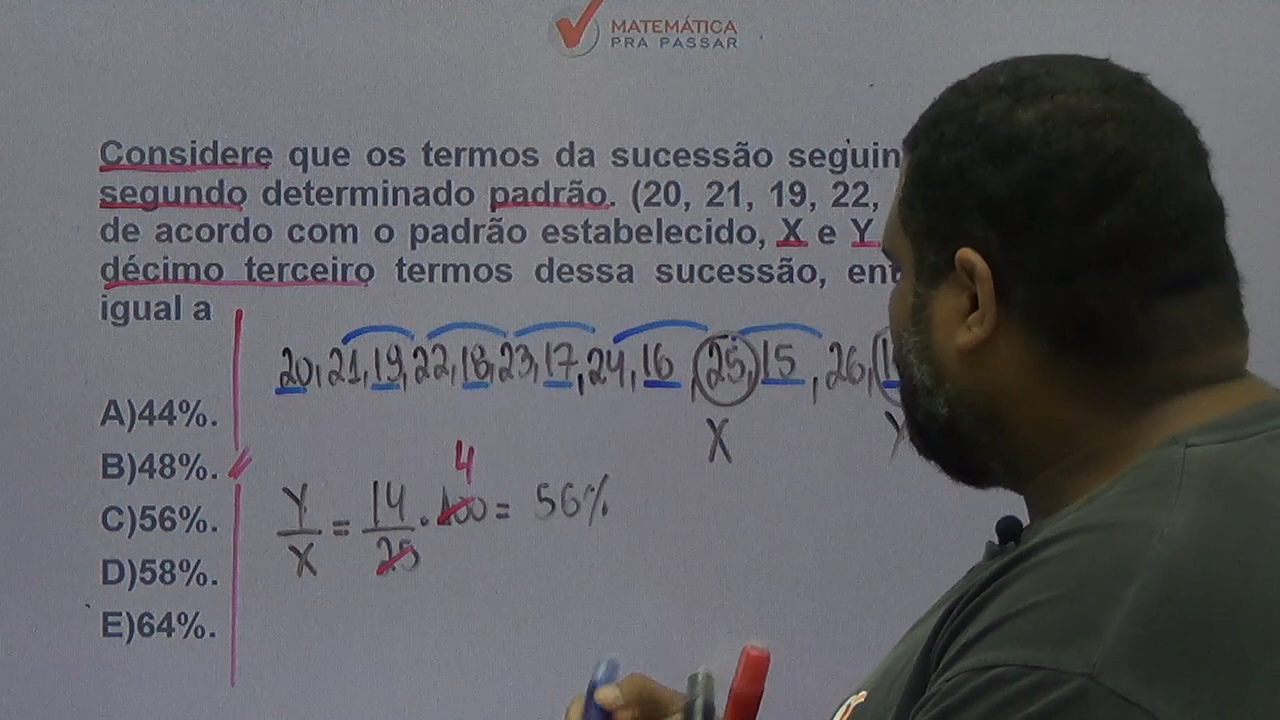 MATEMÁTICA
PRA PASSAR
Considere que os termos da sucessão
segundo determinado padrão. (20, 21, 19, 22,
de acordo com o padrão estabelecido, X e Y
décimo terceiro termos dessa sucessão,
igual a
20, 21, 19, 22, 18, 23, 17, 24, 16, 25, 15, 26,
X
A)44%.
B)48%.
C)56%.
D)58%.
E)64%.
Y/X = 14/25 . 100 = 56%
4